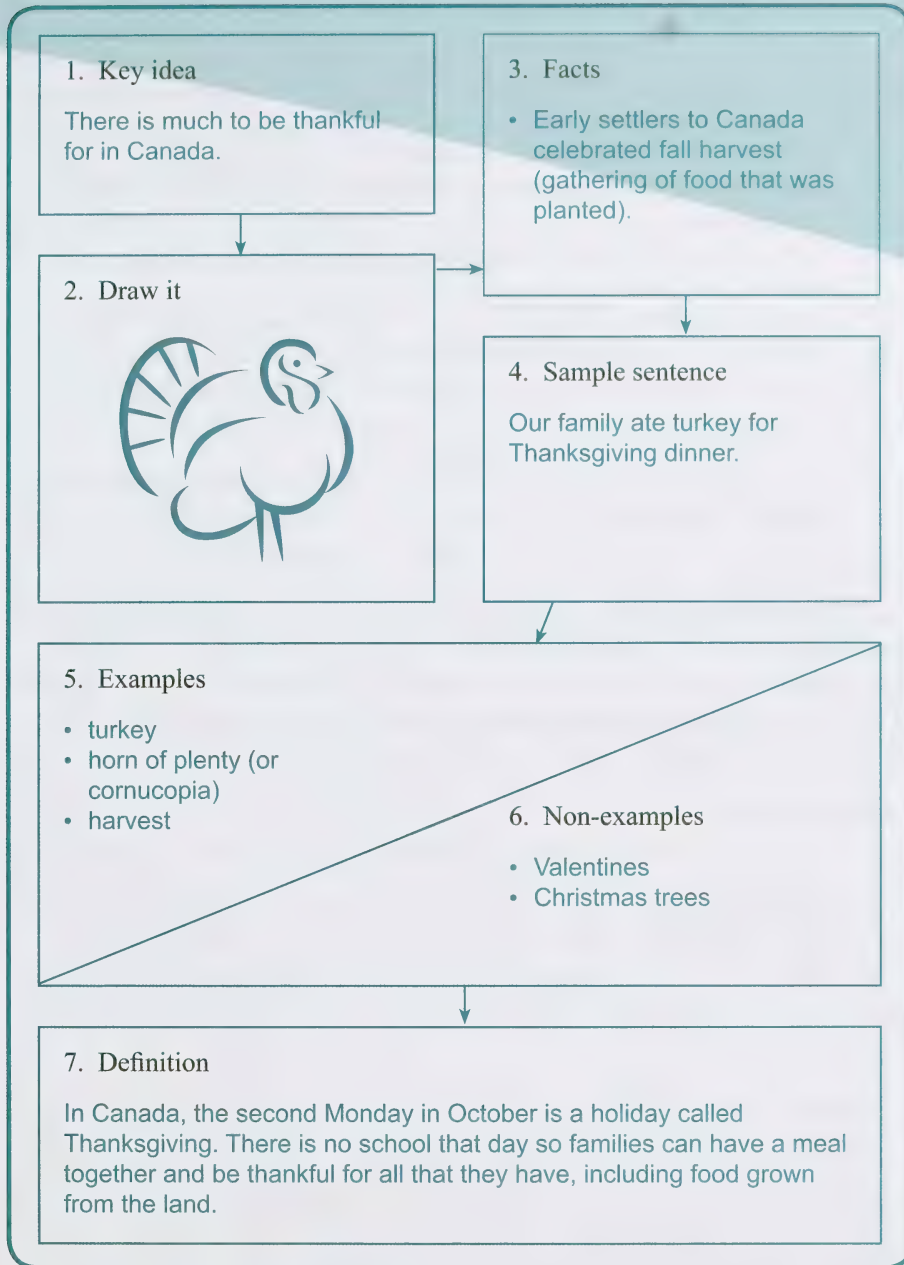 1. Key idea
There is much to be thankful
for in Canada.
2. Draw it
3. Facts
• Early settlers to Canada
celebrated fall harvest
(gathering of food that was
planted).
4. Sample sentence
Our family ate turkey for
Thanksgiving dinner.
5. Examples
• turkey
• horn of plenty (or
cornucopia)
• harvest
6. Non-examples
• Valentines
• Christmas trees
7. Definition
In Canada, the second Monday in October is a holiday called
Thanksgiving. There is no school that day so families can have a meal
together and be thankful for all that they have, including food grown
from the land.